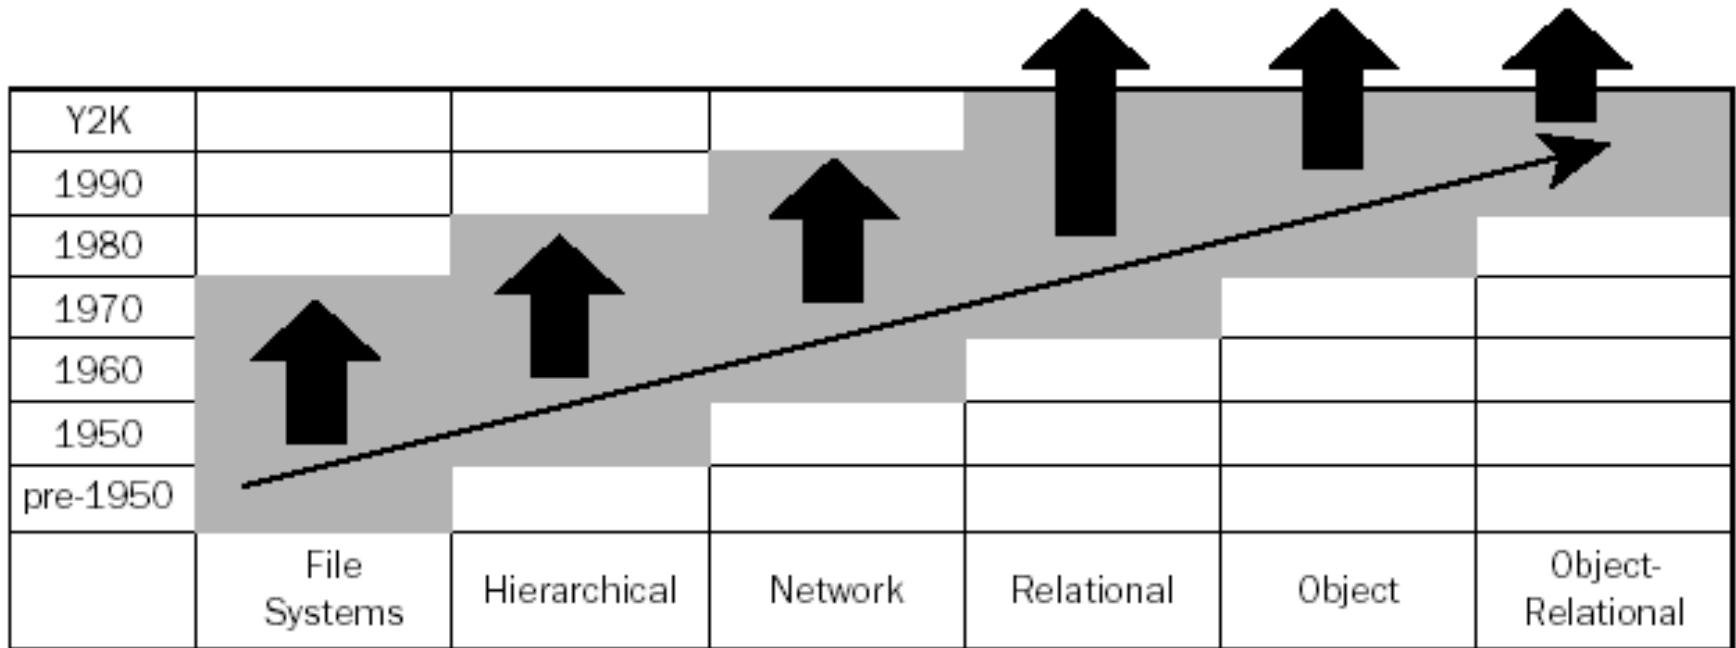 Y2K
1990
1980
1970
1960
1950
pre-1950
File
Systems
Hierarchical
Network
Relational
Object
Object-
Relational